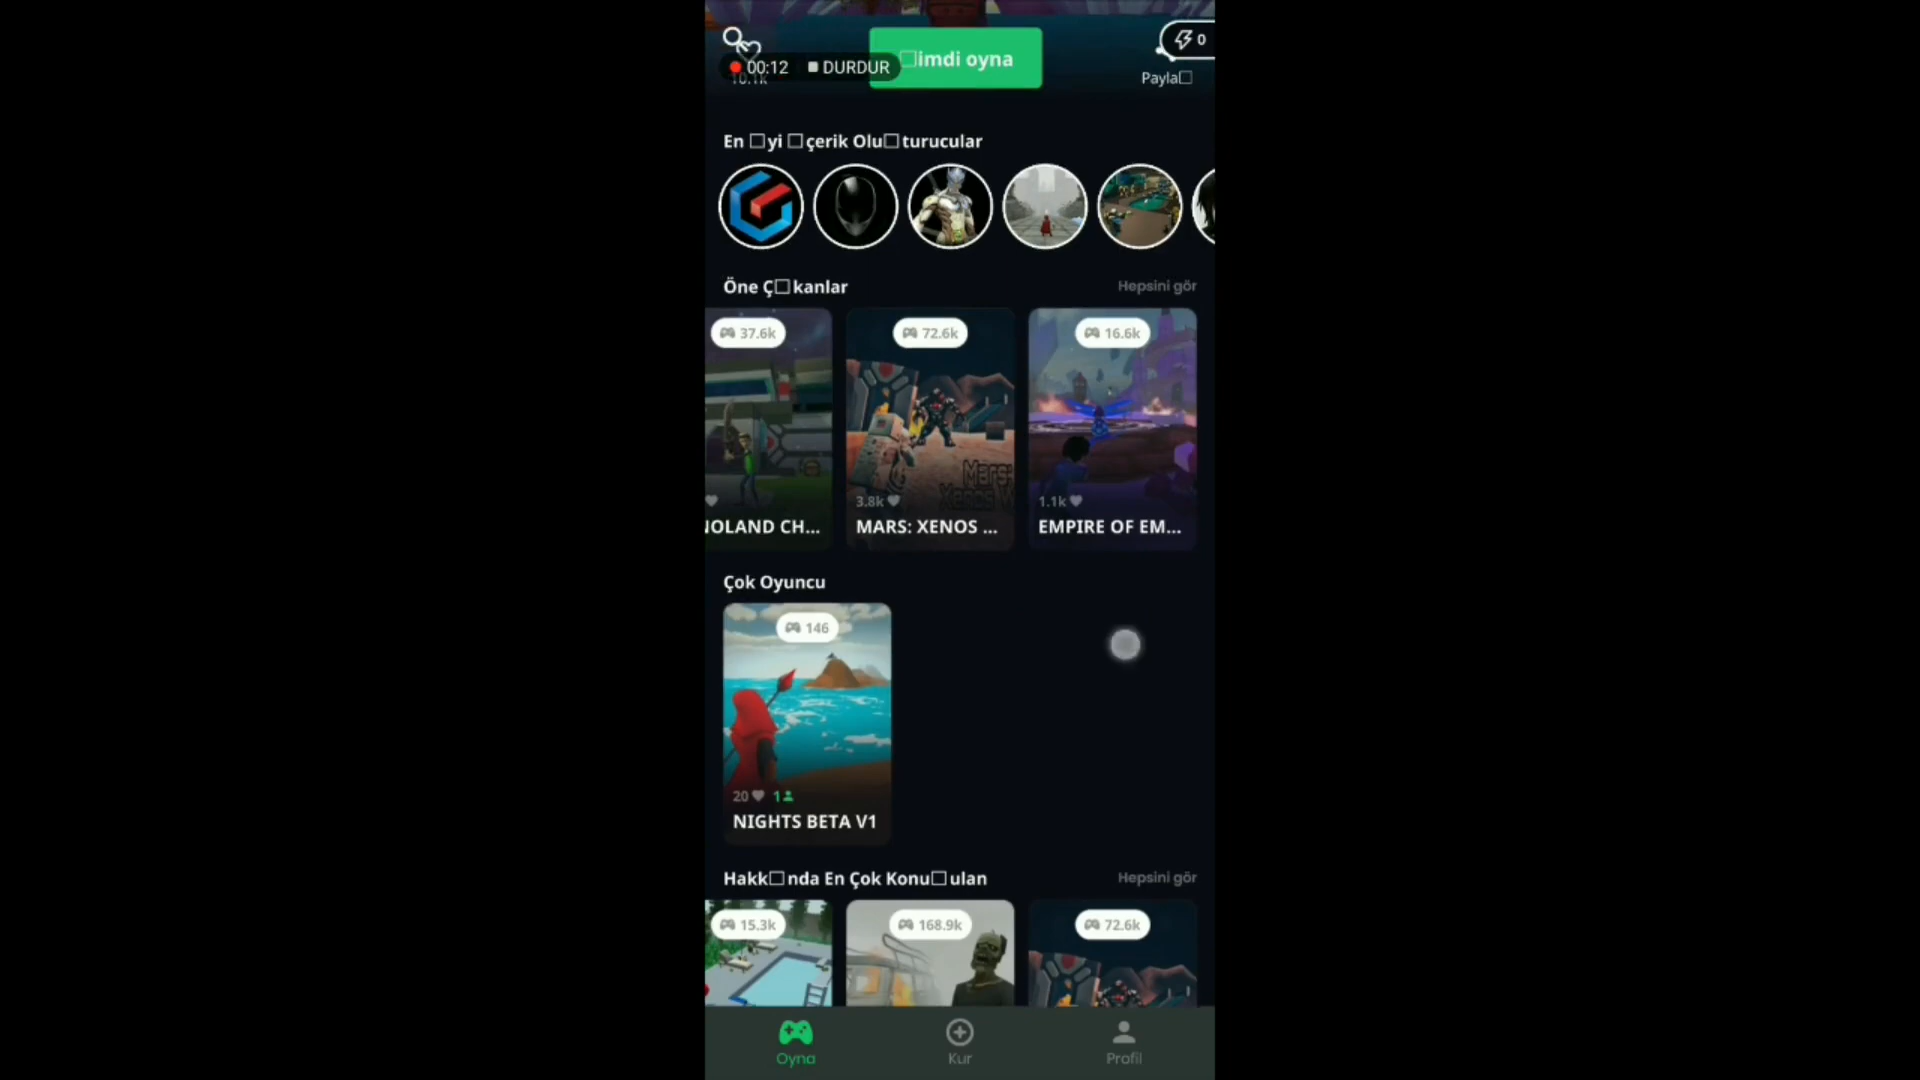 0
00:12 DURDUR
□imdi oyna
10.1k
Payla□
En □yi □çerik Olu□turucular
Öne Ç□kanlar
Hepsini gör
37.6k
72.6k
16.6k
3.8k
1.1k
NOLAND CH...
MARS: XENOS ...
EMPIRE OF EM...
Çok Oyuncu
146
20 1
NIGHTS BETA V1
Hakk□nda En Çok Konu□ulan
Hepsini gör
15.3k
168.9k
72.6k
Oyna
Kur
Profil